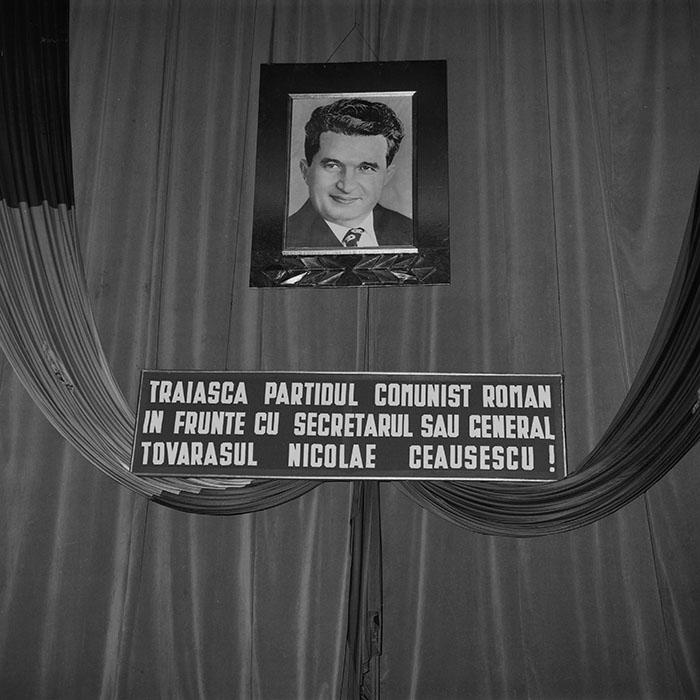 TRAIASCA PARTIDUL COMUNIST ROMAN
IN FRUNTE CU SECRETARUL SAU GENERAL
TOVARASUL NICOLAE CEAUSESCU !